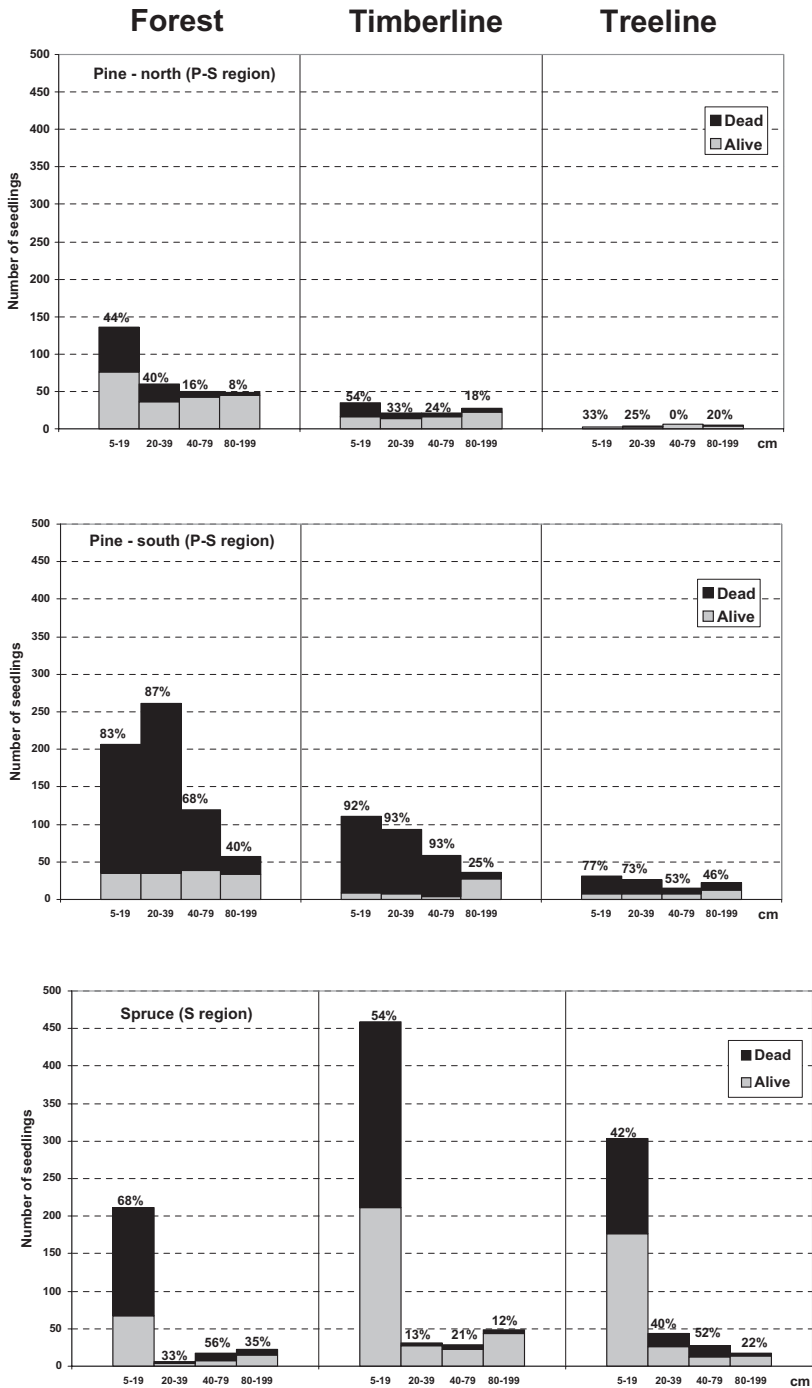 Forest Timberline Treeline
Pine - north (P-S region)
Number of seedlings
500
450
400
350
300
250
200
150
100
50
0
Dead
Alive
44% 40% 16% 8% 54% 33% 24% 18% 33% 25% 0% 20%
5-19 20-39 40-79 80-199 5-19 20-39 40-79 80-199 5-19 20-39 40-79 80-199 cm
Pine - south (P-S region)
Number of seedlings
500
450
400
350
300
250
200
150
100
50
0
Dead
Alive
83% 87% 68% 40% 92% 93% 93% 25% 77% 73% 53% 46%
5-19 20-39 40-79 80-199 5-19 20-39 40-79 80-199 5-19 20-39 40-79 80-199 cm
Spruce (S region)
Number of seedlings
500
450
400
350
300
250
200
150
100
50
0
Dead
Alive
68% 33% 56% 35% 54% 13% 21% 12% 42% 40% 52% 22%
5-19 20-39 40-79 80-199 5-19 20-39 40-79 80-199 5-19 20-39 40-79 80-199 cm